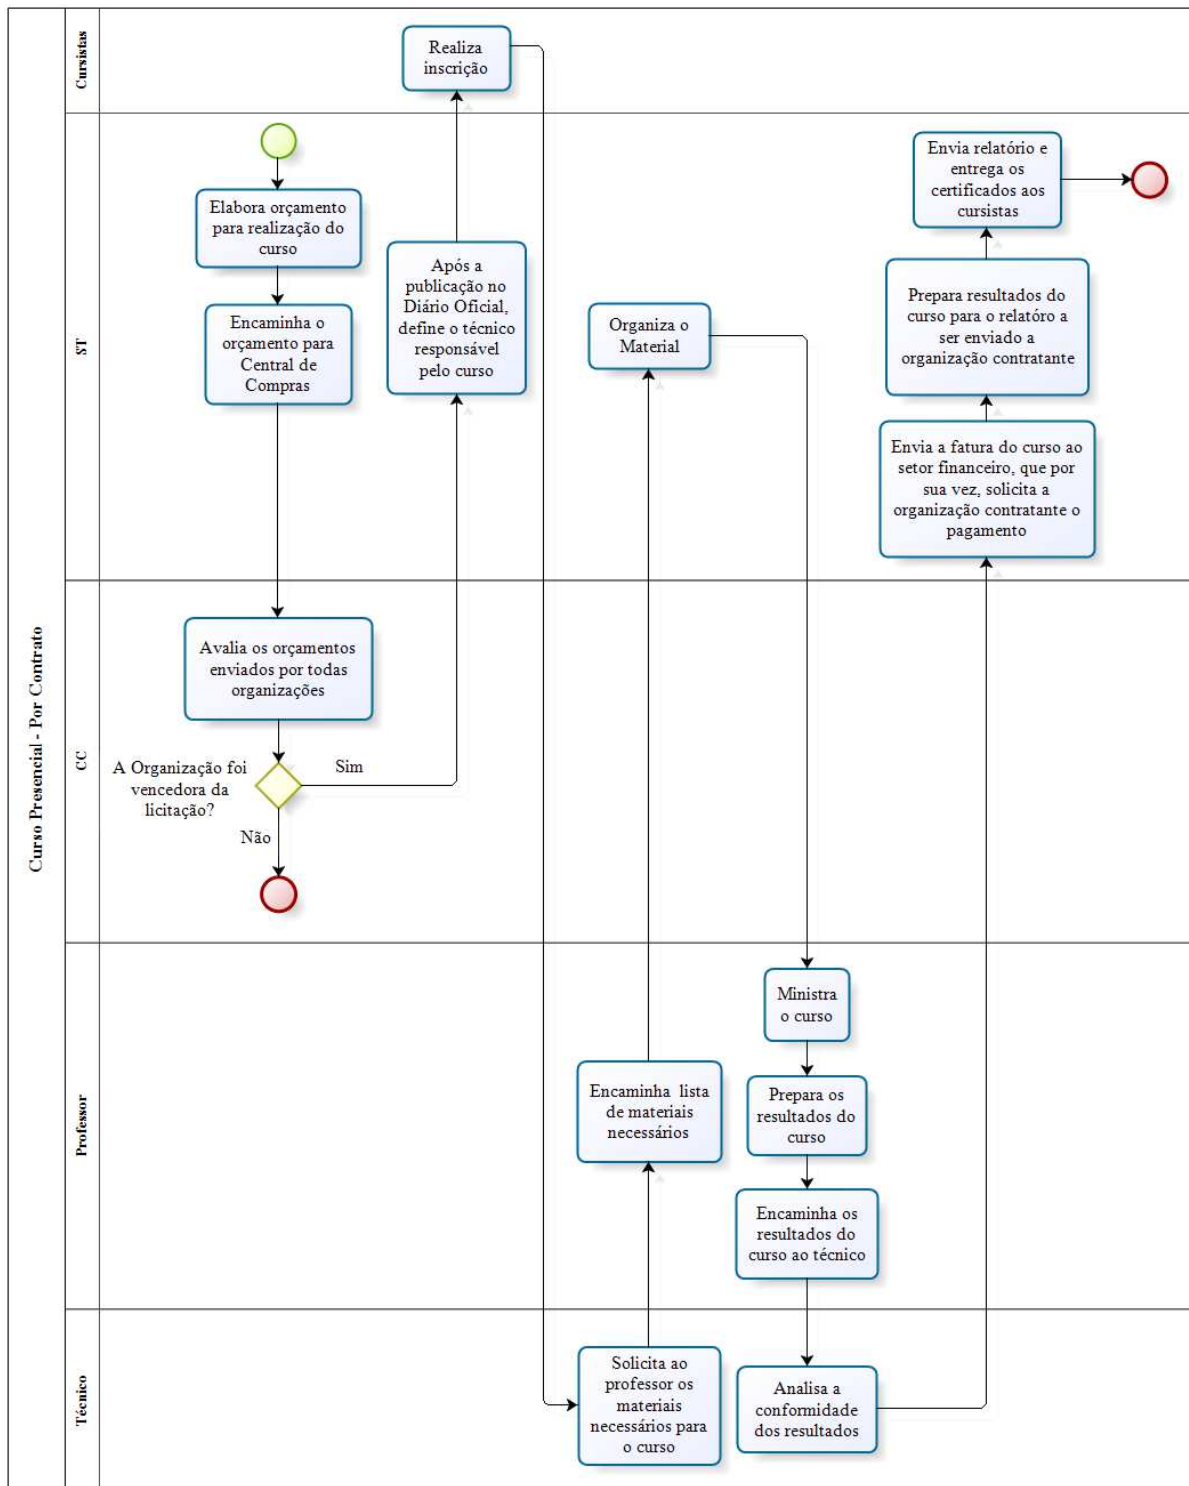 Curso Presencial - Por Contrato
Cursistas
Realiza
inscrição
ST
Elabora orçamento
para realização do
curso
Encaminha o
orçamento para
Central de
Compras
Após a
publicação no
Diário Oficial,
define o técnico
responsável
pelo curso
Organiza o
Material
Envia relatório e
entrega os
certificados aos
cursistas
Prepara resultados do
curso para o relatóro a
ser enviado a
organização contratante
Envia a fatura do curso ao
setor financeiro, que por
sua vez, solicita a
organização contratante o
pagamento
CC
Avalia os orçamentos
enviados por todas
organizações
A Organização foi
vencedora da
licitação?
Sim
Não
Professor
Encaminha lista
de materiais
necessários
Ministra
o curso
Prepara os
resultados do
curso
Encaminha os
resultados do
curso ao técnico
Técnico
Solicita ao
professor os
materiais
necessários para
o curso
Analisa a
conformidade
dos resultados